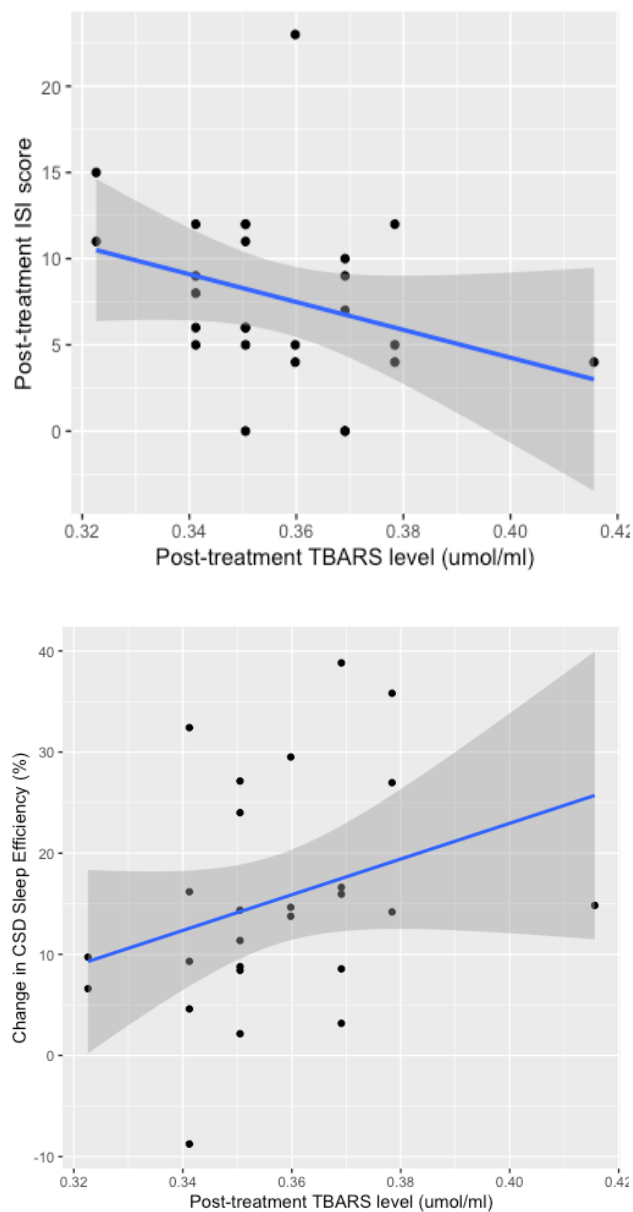 20
15
10
5
0
Post-treatment ISI score
0.32 0.34 0.36 0.38 0.40 0.42
Post-treatment TBARS level (umol/ml)
40
30
20
10
0
-10
Change in CSD Sleep Efficiency (%)
0.32 0.34 0.36 0.38 0.40 0.42
Post-treatment TBARS level (umol/ml)